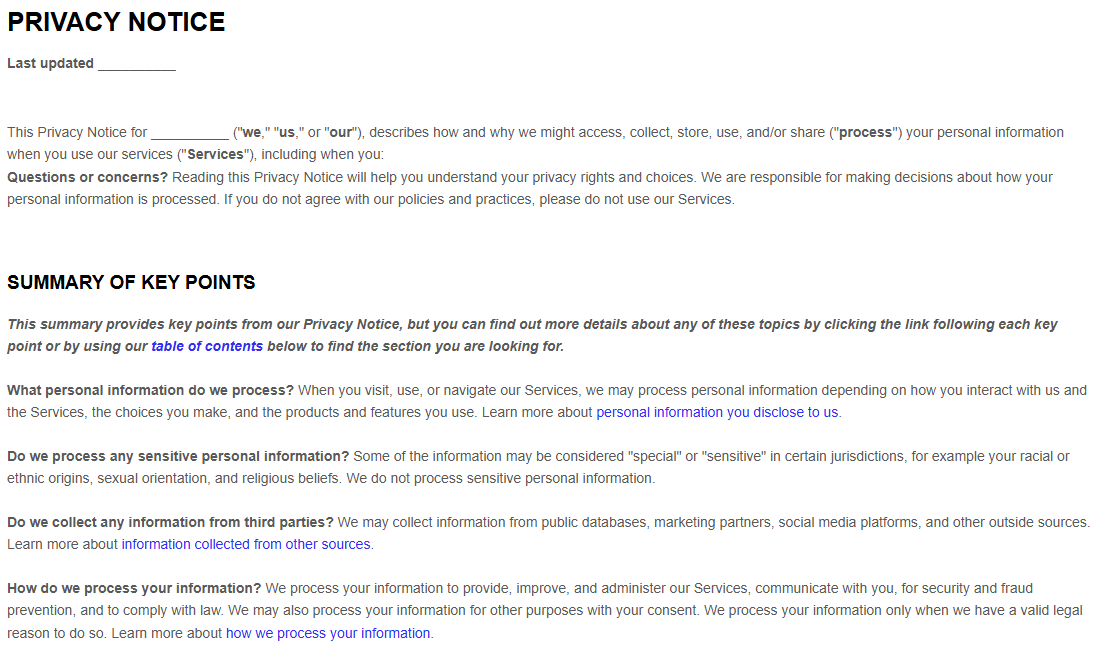 PRIVACY NOTICE
Last updated __________
This Privacy Notice for __________ ("we," "us," or "our"), describes how and why we might access, collect, store, use, and/or share ("process") your personal information
when you use our services ("Services"), including when you:
Questions or concerns? Reading this Privacy Notice will help you understand your privacy rights and choices. We are responsible for making decisions about how your
personal information is processed. If you do not agree with our policies and practices, please do not use our Services.
SUMMARY OF KEY POINTS
This summary provides key points from our Privacy Notice, but you can find out more details about any of these topics by clicking the link following each key
point or by using our table of contents below to find the section you are looking for.
What personal information do we process? When you visit, use, or navigate our Services, we may process personal information depending on how you interact with us and
the Services, the choices you make, and the products and features you use. Learn more about personal information you disclose to us.
Do we process any sensitive personal information? Some of the information may be considered "special" or "sensitive" in certain jurisdictions, for example your racial or
ethnic origins, sexual orientation, and religious beliefs. We do not process sensitive personal information.
Do we collect any information from third parties? We may collect information from public databases, marketing partners, social media platforms, and other outside sources.
Learn more about information collected from other sources.
How do we process your information? We process your information to provide, improve, and administer our Services, communicate with you, for security and fraud
prevention, and to comply with law. We may also process your information for other purposes with your consent. We process your information only when we have a valid legal
reason to do so. Learn more about how we process your information.